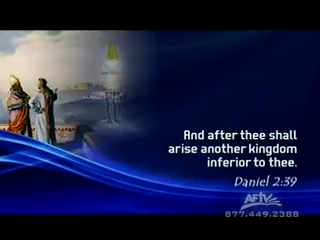 And after thee shall
arise another kingdom
inferior to thee.
Daniel 2:39
AFTV
877.449.2388